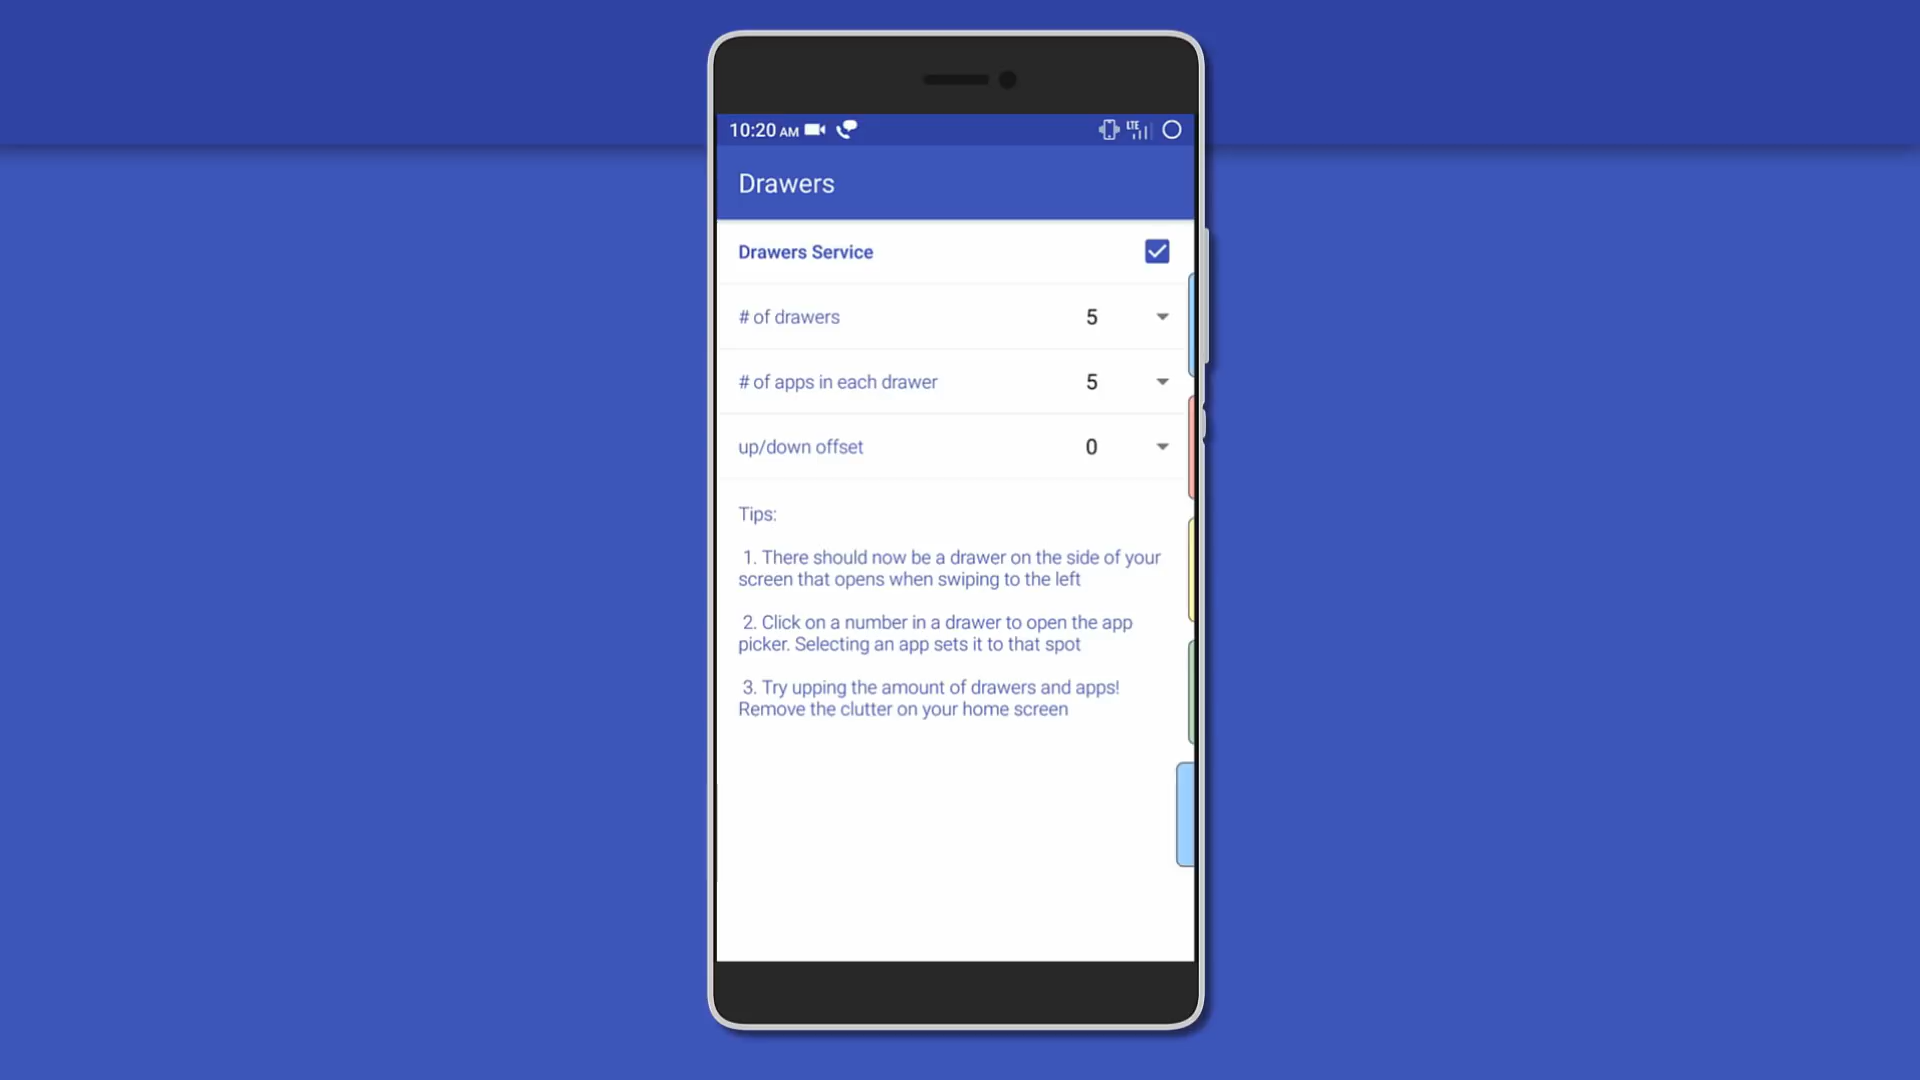 10:20 AM
LTE
Drawers
Drawers Service
# of drawers 5
# of apps in each drawer 5
up/down offset 0
Tips:
1. There should now be a drawer on the side of your
screen that opens when swiping to the left
2. Click on a number in a drawer to open the app
picker. Selecting an app sets it to that spot
3. Try upping the amount of drawers and apps!
Remove the clutter on your home screen